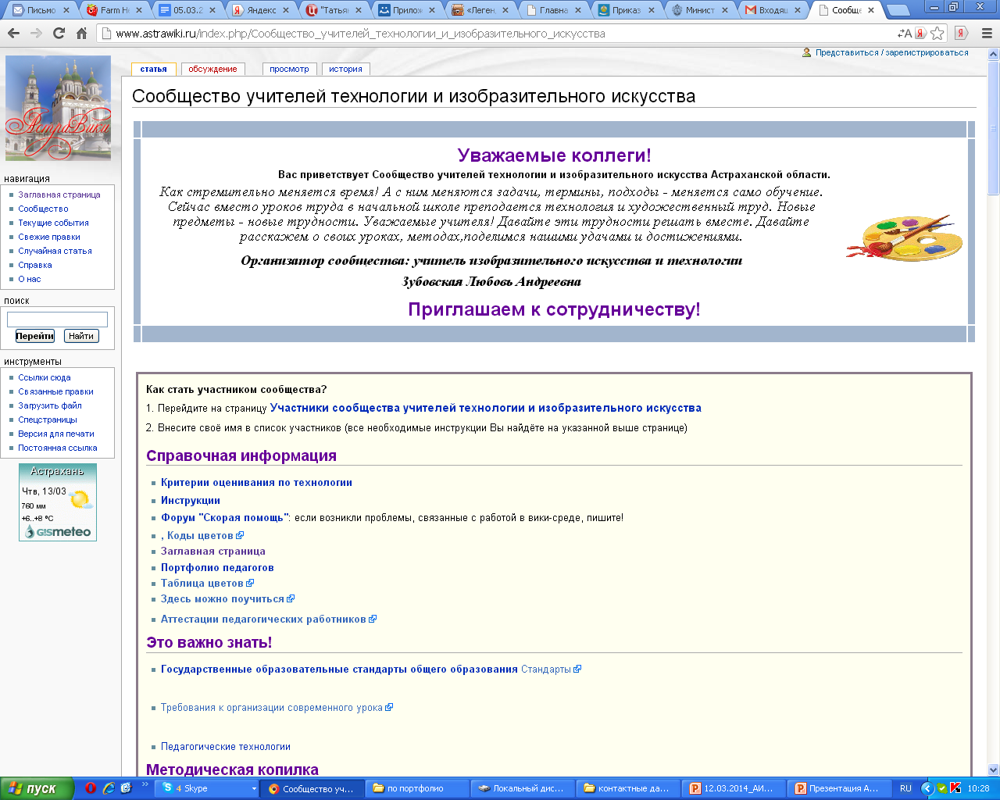 Письмо
Farm He
05.03.2
Яндекс
"Татья
Прилож
«Леген
Главна
Приказ
Минист
Входящ
Сообще
www.astrawiki.ru/index.php/Сообщество_учителей_технологии_и_изобразительного_искусства
Представиться / зарегистрироваться
АстраВики
статья
обсуждение
просмотр
история
Сообщество учителей технологии и изобразительного искусства
навигация
Заглавная страница
Сообщество
Текущие события
Свежие правки
Случайная статья
Справка
О нас
поиск
Перейти
Найти
инструменты
Ссылки сюда
Связанные правки
Загрузить файл
Спецстраницы
Версия для печати
Постоянная ссылка
Астрахань
Чтв, 13/03
760 мм
+6..+8 °C
GISMETEO
Уважаемые коллеги!
Вас приветствует Сообщество учителей технологии и изобразительного искусства Астраханской области.
Как стремительно меняется время! А с ним меняются задачи, термины, подходы - меняется само обучение.
Сейчас вместо уроков труда в начальной школе преподается технология и художественный труд. Новые
предметы - новые трудности. Уважаемые учителя! Давайте эти трудности решать вместе. Давайте
расскажем о своих уроках, методах,поделимся нашими удачами и достижениями.
Организатор сообщества: учитель изобразительного искусства и технологии
Зубовская Любовь Андреевна
Приглашаем к сотрудничеству!
Как стать участником сообщества?
1. Перейдите на страницу Участники сообщества учителей технологии и изобразительного искусства
2. Внесите своё имя в список участников (все необходимые инструкции Вы найдёте на указанной выше странице)
Справочная информация
Критерии оценивания по технологии
Инструкции
Форум "Скорая помощь": если возникли проблемы, связанные с работой в вики-среде, пишите!
, Коды цветов
Заглавная страница
Портфолио педагогов
Таблица цветов
Здесь можно поучиться
Аттестации педагогических работников
Это важно знать!
Государственные образовательные стандарты общего образования Стандарты
Требования к организации современного урока
Педагогические технологии
Методическая копилка
пуск
4 Skype
Сообщество уч...
по портфолио
Локальный дис...
контактные да...
12.03.2014_АИ...
Презентация А...
RU
10:28